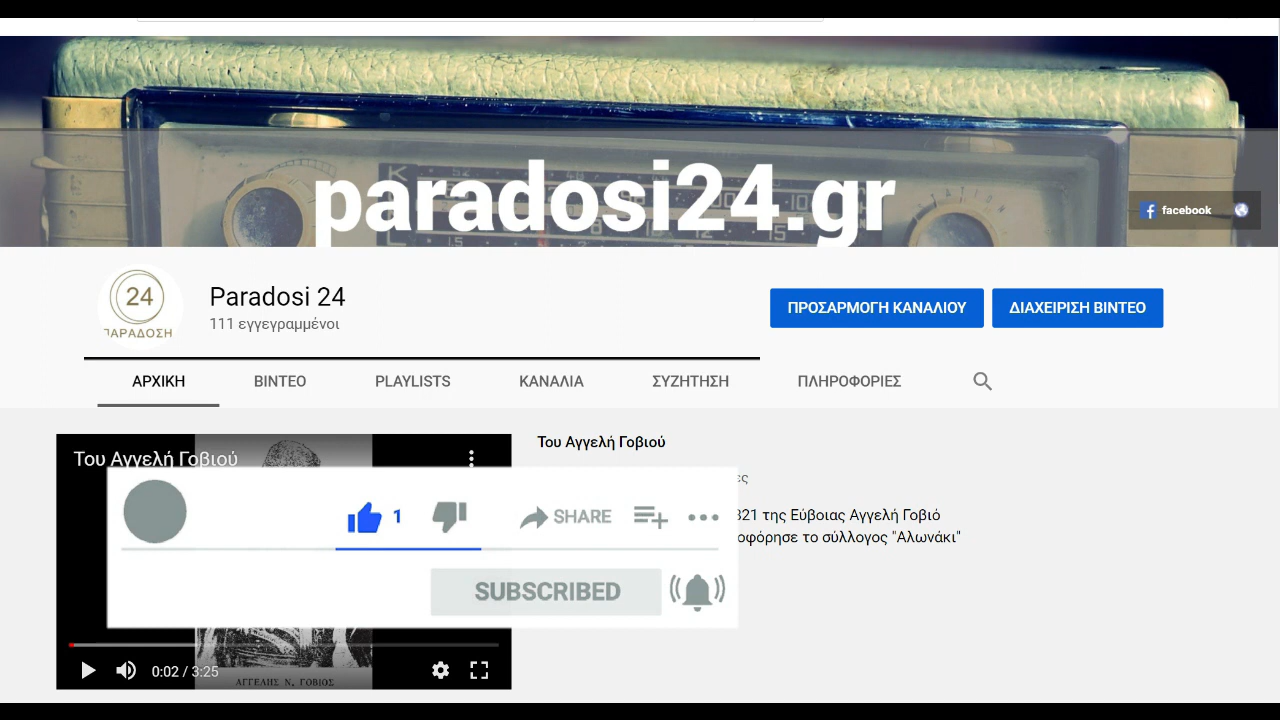 paradosi24.gr
facebook
24
ΠΑΡΑΔΟΣΗ
Paradosi 24
111 εγγεγραμμένοι
ΠΡΟΣΑΡΜΟΓΗ ΚΑΝΑΛΙΟΥ
ΔΙΑΧΕΙΡΙΣΗ ΒΙΝΤΕΟ
ΑΡΧΙΚΗ
ΒΙΝΤΕΟ
PLAYLISTS
ΚΑΝΑΛΙΑ
ΣΥΖΗΤΗΣΗ
ΠΛΗΡΟΦΟΡΙΕΣ
Του Αγγελή Γοβιού
Του Αγγελή Γοβιού
821 της Εύβοιας Αγγελή Γοβιό
οφόρησε το σύλλογος "Αλωνάκι"
1
SHARE
SUBSCRIBED
0:02 / 3:25
ΑΓΓΕΛΗΣ Ν. ΓΟΒΙΟΣ